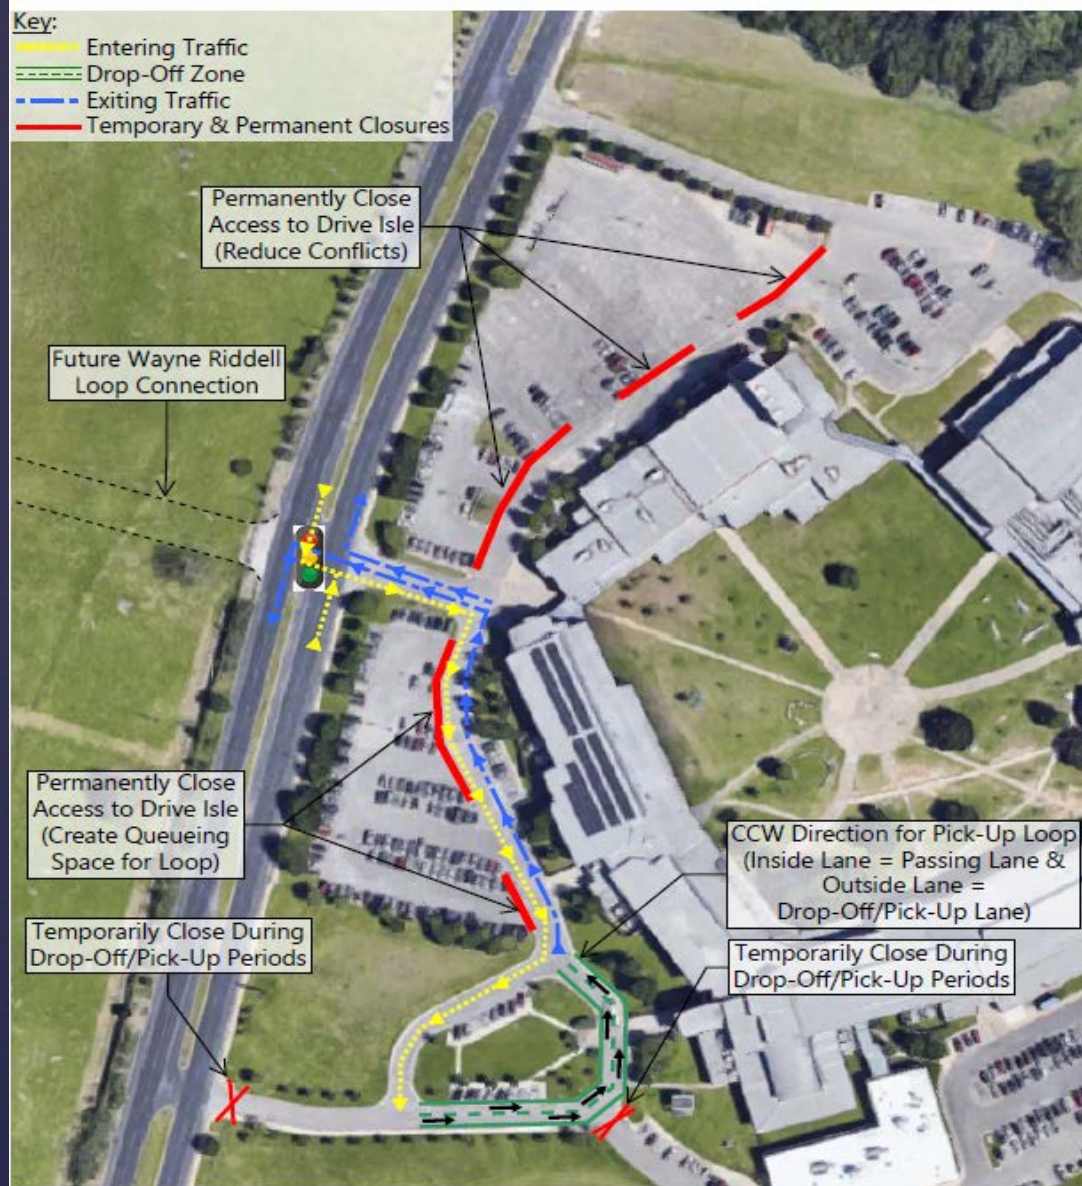 Key:
Entering Traffic
Drop-Off Zone
Exiting Traffic
Temporary & Permanent Closures
Permanently Close
Access to Drive Isle
(Reduce Conflicts)
Future Wayne Riddell
Loop Connection
Permanently Close
Access to Drive Isle
(Create Queueing
Space for Loop)
CCW Direction for Pick-Up Loop
(Inside Lane = Passing Lane &
Outside Lane =
Drop-Off/Pick-Up Lane)
Temporarily Close During
Drop-Off/Pick-Up Periods
Temporarily Close During
Drop-Off/Pick-Up Periods